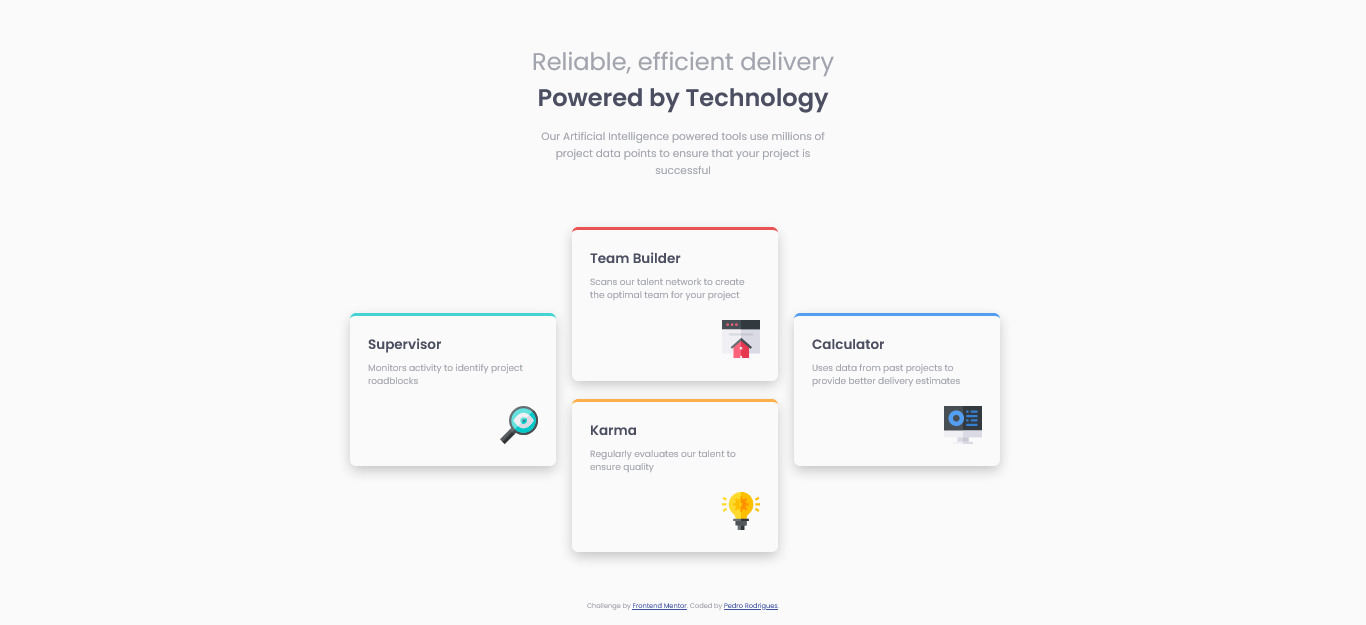 Reliable, efficient delivery
Powered by Technology
Our Artificial Intelligence powered tools use millions of
project data points to ensure that your project is
successful
Supervisor
Monitors activity to identify project
roadblocks
Team Builder
Scans our talent network to create
the optimal team for your project
Karma
Regularly evaluates our talent to
ensure quality
Calculator
Uses data from past projects to
provide better delivery estimates
Challenge by Frontend Mentor. Coded by Pedro Rodrigues.